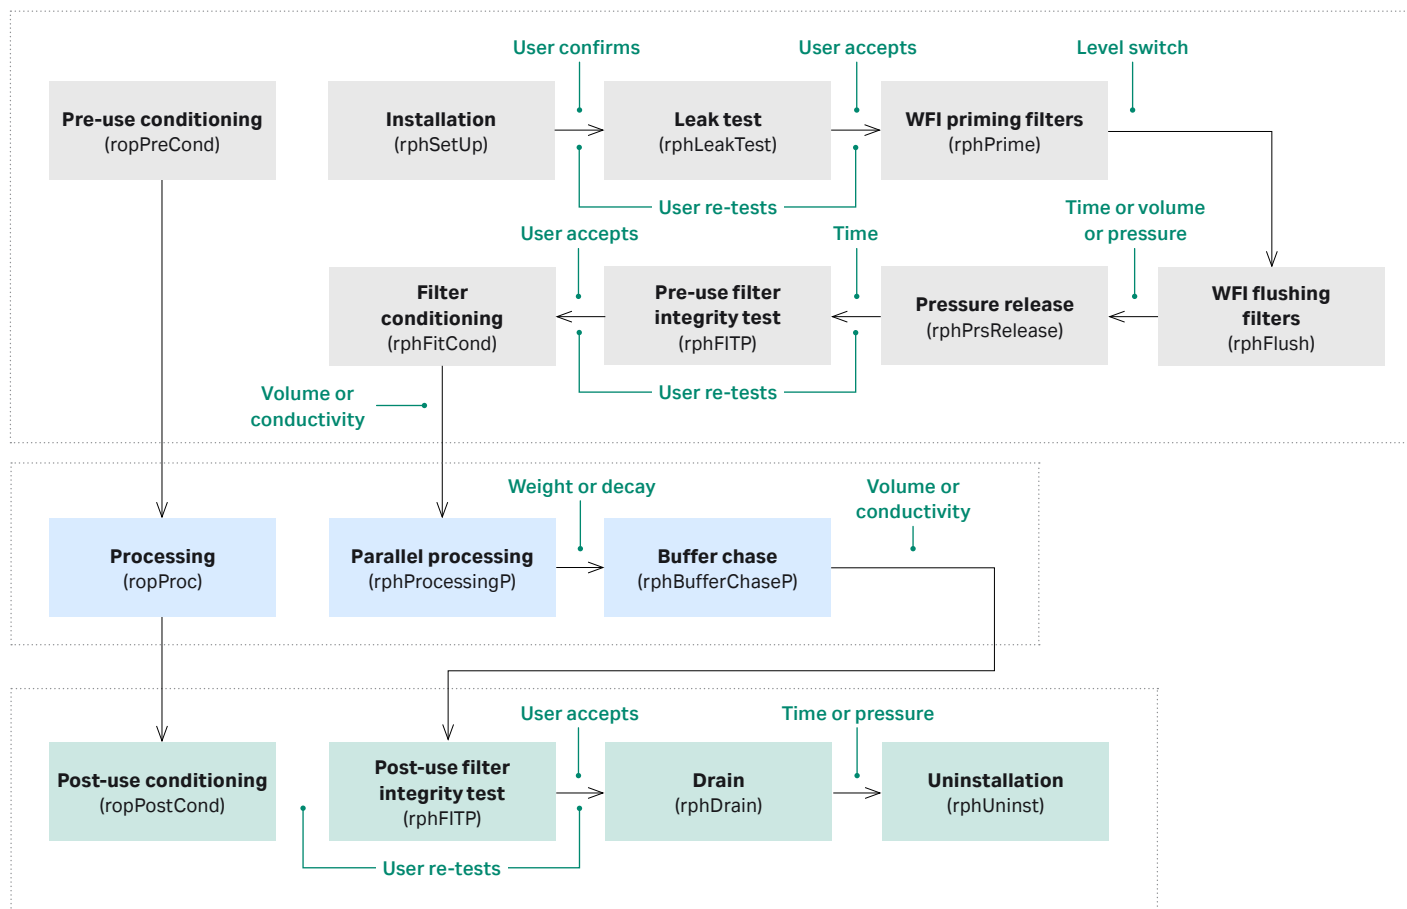 User confirms
User accepts
Level switch
Pre-use conditioning
(ropPreCond)
Installation
(rphSetUp)
Leak test
(rphLeakTest)
WFI priming filters
(rphPrime)
User re-tests
Time or volume
or pressure
User accepts
Time
Filter
conditioning
(rphFitCond)
Pre-use filter
integrity test
(rphFITP)
Pressure release
(rphPrsRelease)
WFI flushing
filters
(rphFlush)
User re-tests
Volume or
conductivity
Weight or decay
Volume or
conductivity
Processing
(ropProc)
Parallel processing
(rphProcessingP)
Buffer chase
(rphBufferChaseP)
User accepts
Time or pressure
Post-use conditioning
(ropPostCond)
Post-use filter
integrity test
(rphFITP)
Drain
(rphDrain)
Uninstallation
(rphUninst)
User re-tests